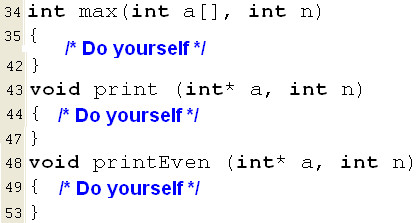 34 int max(int a[], int n)
35 {
/* Do yourself */
42 }
43 void print (int* a, int n)
44 { /* Do yourself */
47 }
48 void printEven (int* a, int n)
49 { /* Do yourself */
53 }